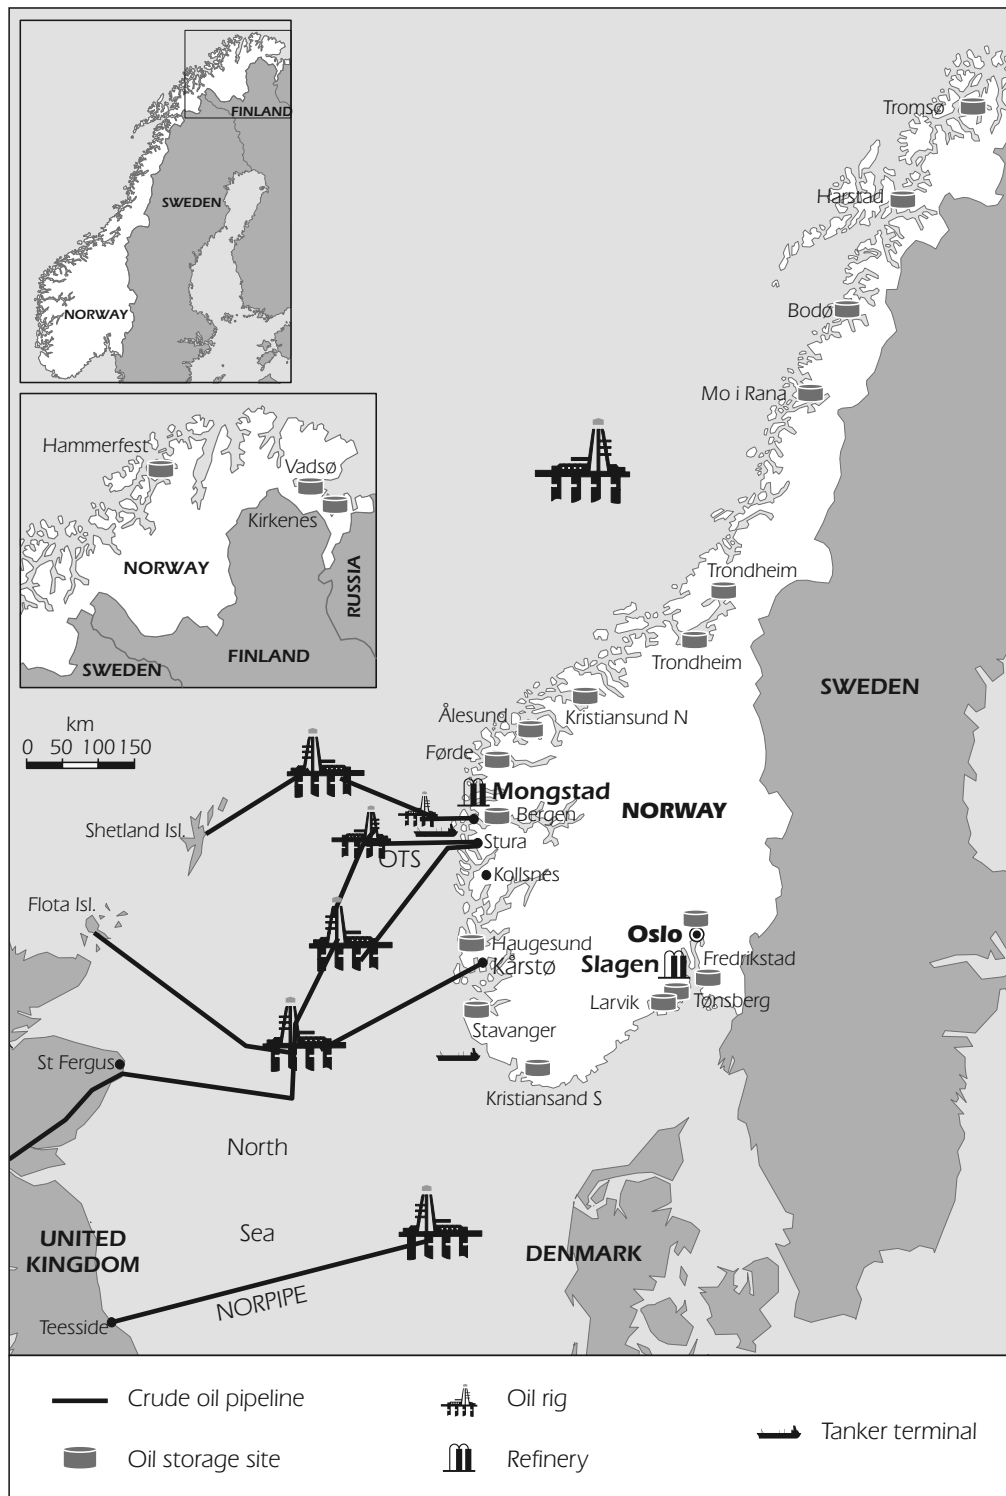 FINLAND
SWEDEN
NORWAY
Hammerfest
Vadsø
Kirkenes
NORWAY
RUSSIA
FINLAND
SWEDEN
km
0 50 100 150
Tromsø
Harstad
Bodø
Mo i Rana
Trondheim
Trondheim
SWEDEN
Kristiansund N
Ålesund
Førde
Mongstad
NORWAY
Bergen
Shetland Isl.
Stura
OTS
Kollsnes
Flota Isl.
Oslo
Haugesund
Fredrikstad
Slagen
Kårstø
Tønsberg
Larvik
Stavanger
St Fergus
Kristiansand S
North
Sea
UNITED
KINGDOM
DENMARK
NORPIPE
Teesside
Crude oil pipeline
Oil rig
Tanker terminal
Oil storage site
Refinery